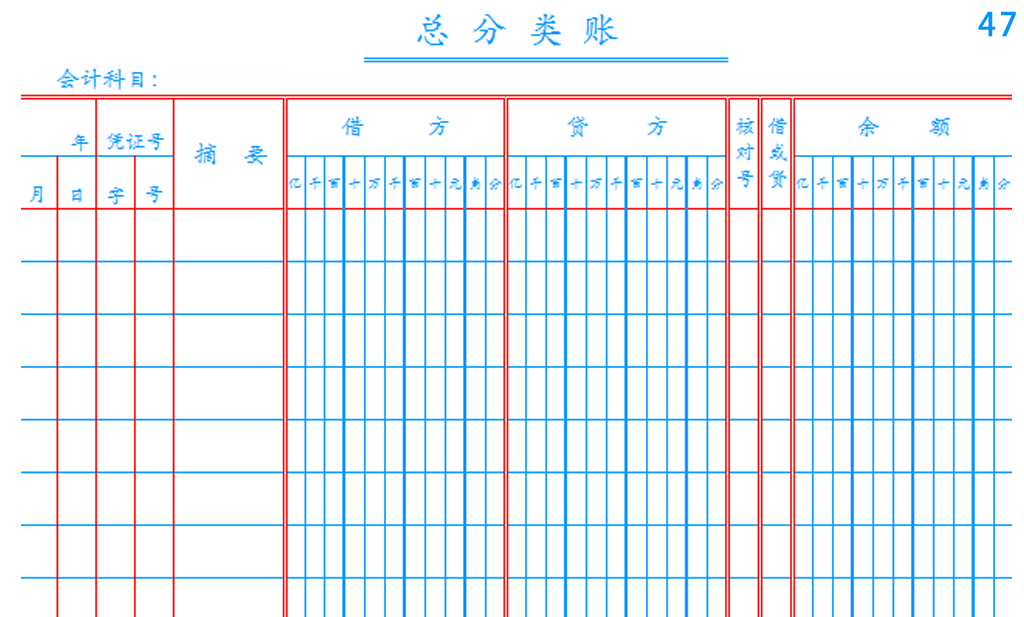 总分类账
47
会计科目：
年 凭证号 摘要 借方 贷方 核对号 借或贷 余额
月 日 字 号 亿千百十万千百十元角分 亿千百十万千百十元角分 亿千百十万千百十元角分